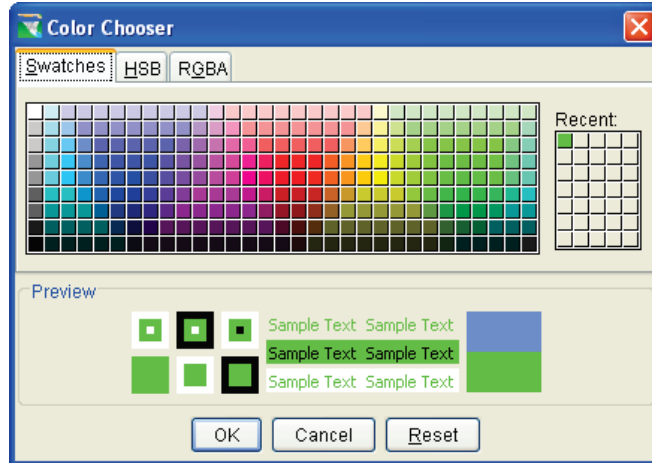 Color Chooser
Swatches HSB RGBA
Recent:
Preview
Sample Text Sample Text
Sample Text Sample Text
Sample Text Sample Text
OK Cancel Reset